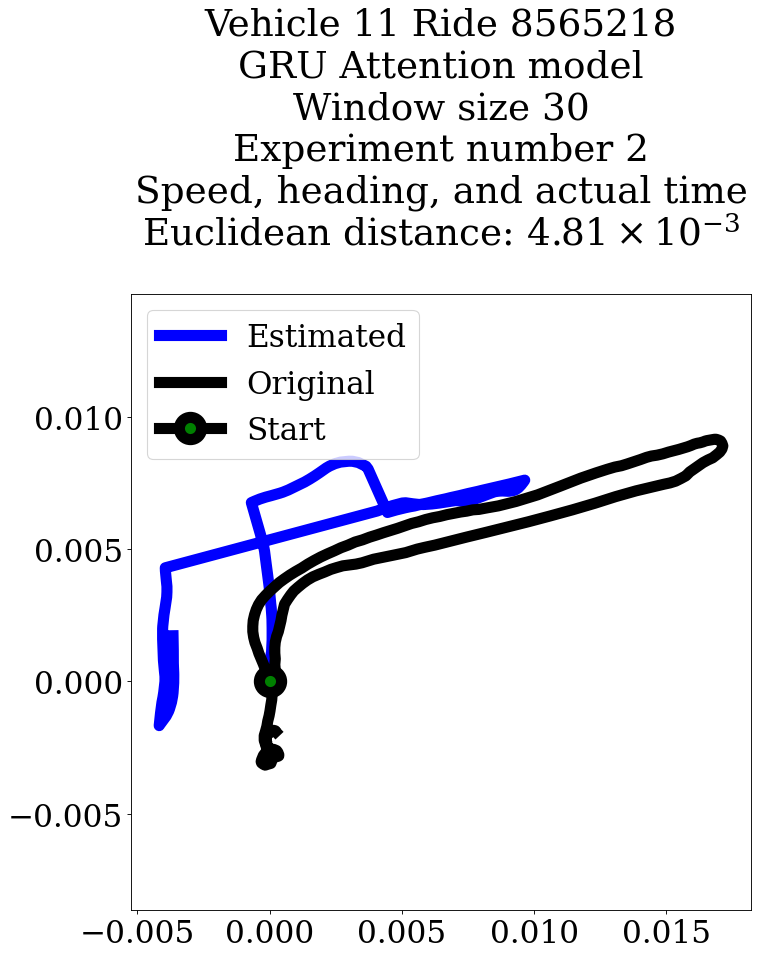 Vehicle 11 Ride 8565218
GRU Attention model
Window size 30
Experiment number 2
Speed, heading, and actual time
Euclidean distance: 4.81 × 10⁻³
Estimated
Original
Start
0.010
0.005
0.000
−0.005
−0.005 0.000 0.005 0.010 0.015